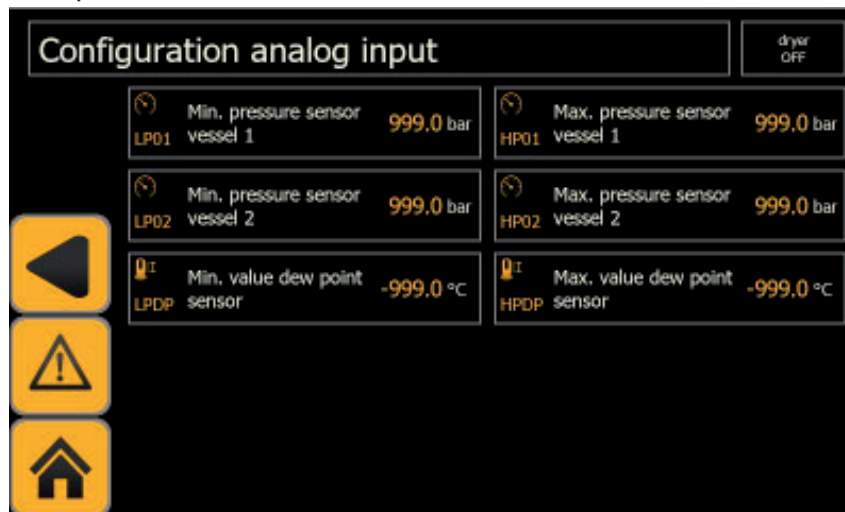 Configuration analog input
dryer
OFF
Min. pressure sensor
vessel 1
LP01
999.0 bar
Max. pressure sensor
vessel 1
HP01
999.0 bar
Min. pressure sensor
vessel 2
LP02
999.0 bar
Max. pressure sensor
vessel 2
HP02
999.0 bar
Min. value dew point
sensor
LPDP
-999.0 °C
Max. value dew point
sensor
HPDP
-999.0 °C